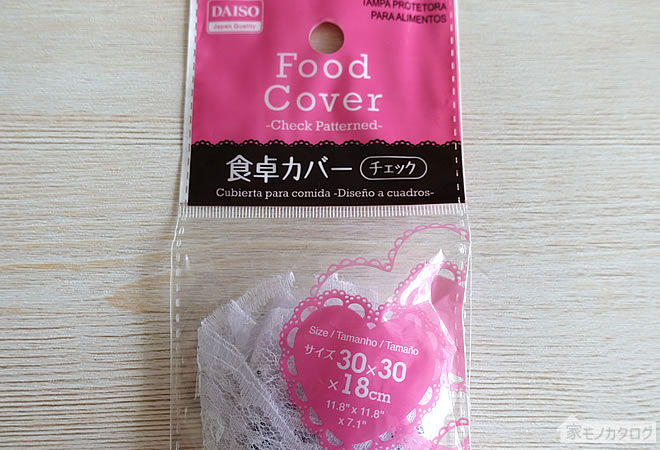 DAISO
Japan Quality
TAMPA PROTETORA
PARA ALIMENTOS
Food
Cover
-Check Patterned-
食卓カバー チェック
Cubierta para comida -Diseño a cuadros-
Size / Tamanho / Tamaño
サイズ 30×30
×18cm
11.8" x 11.8"
x 7.1"
家モノカタログ